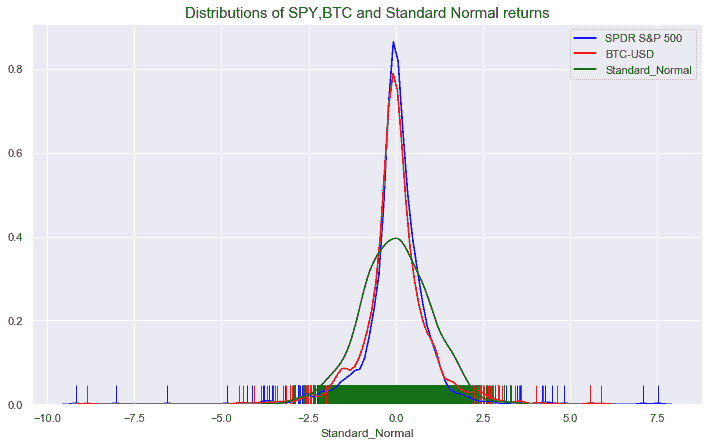 Distributions of SPY,BTC and Standard Normal returns
SPDR S&P 500
BTC-USD
Standard_Normal
0.8
0.6
0.4
0.2
0.0
−10.0 −7.5 −5.0 −2.5 0.0 2.5 5.0 7.5
Standard_Normal